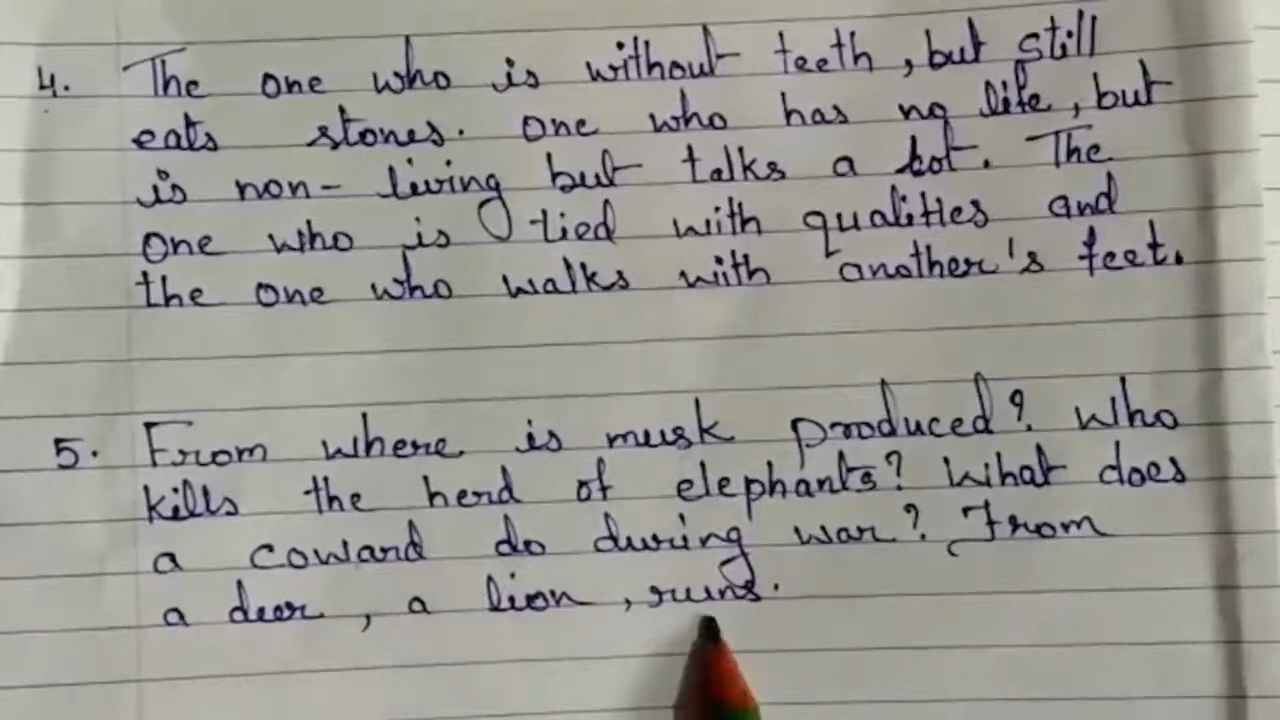 4. The one who is without teeth, but still
eats stones. One who has no life, but
is non-living but talks a lot. The
One who is tied with qualities and
the one who walks with another's feet.
5. From where is musk produced? Who
kills the herd of elephants? What does
a coward do during war? From
a deer, a lion, runs.